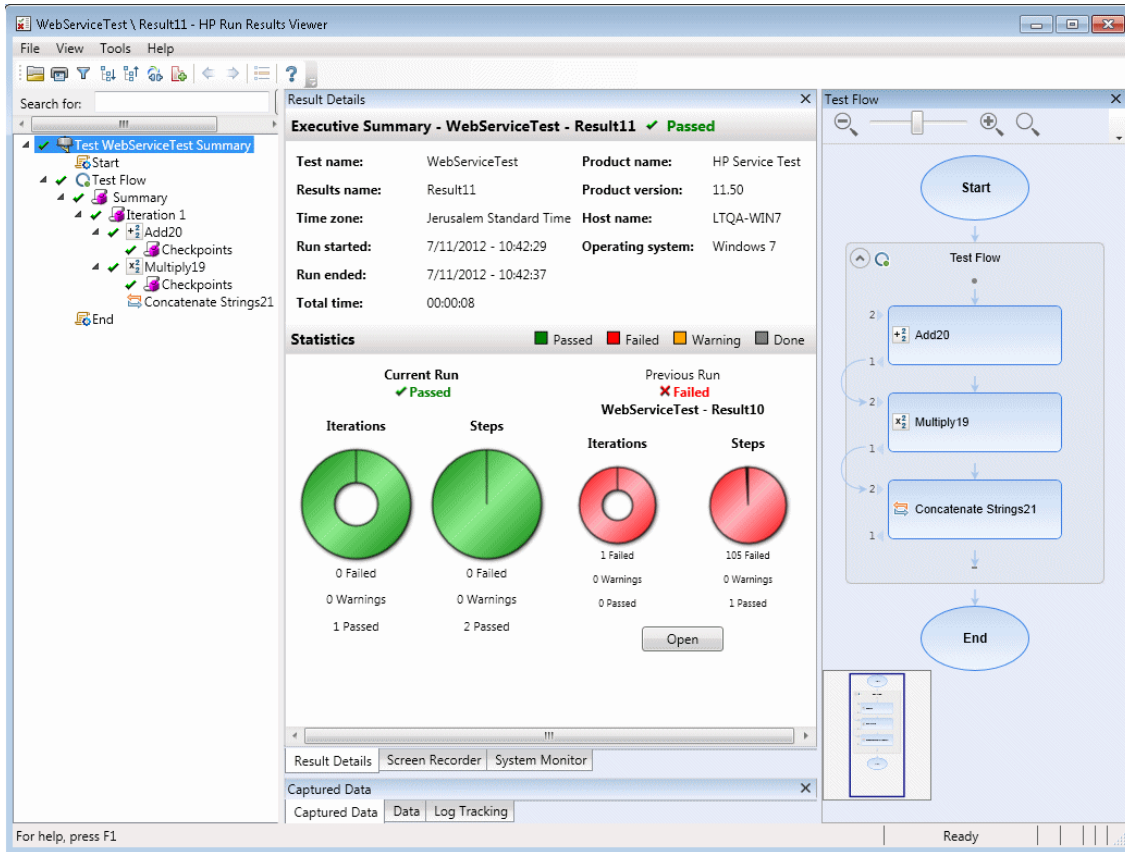 WebServiceTest \ Result11 - HP Run Results Viewer
File View Tools Help
Search for:
Test WebServiceTest Summary
Start
Test Flow
Summary
Iteration 1
Add20
Checkpoints
Multiply19
Checkpoints
Concatenate Strings21
End
Result Details
Executive Summary - WebServiceTest - Result11 Passed
Test name: WebServiceTest Product name: HP Service Test
Results name: Result11 Product version: 11.50
Time zone: Jerusalem Standard Time Host name: LTQA-WIN7
Run started: 7/11/2012 - 10:42:29 Operating system: Windows 7
Run ended: 7/11/2012 - 10:42:37
Total time: 00:00:08
Statistics Passed Failed Warning Done
Current Run
Passed
Iterations Steps
0 Failed 0 Failed
0 Warnings 0 Warnings
1 Passed 2 Passed
Previous Run
Failed
WebServiceTest - Result10
Iterations Steps
1 Failed 105 Failed
0 Warnings 0 Warnings
0 Passed 1 Passed
Open
Result Details Screen Recorder System Monitor
Captured Data
Captured Data Data Log Tracking
Test Flow
Start
Test Flow
2
+2/2 Add20
1
2
x2/2 Multiply19
1
2
Concatenate Strings21
1
End
For help, press F1 Ready